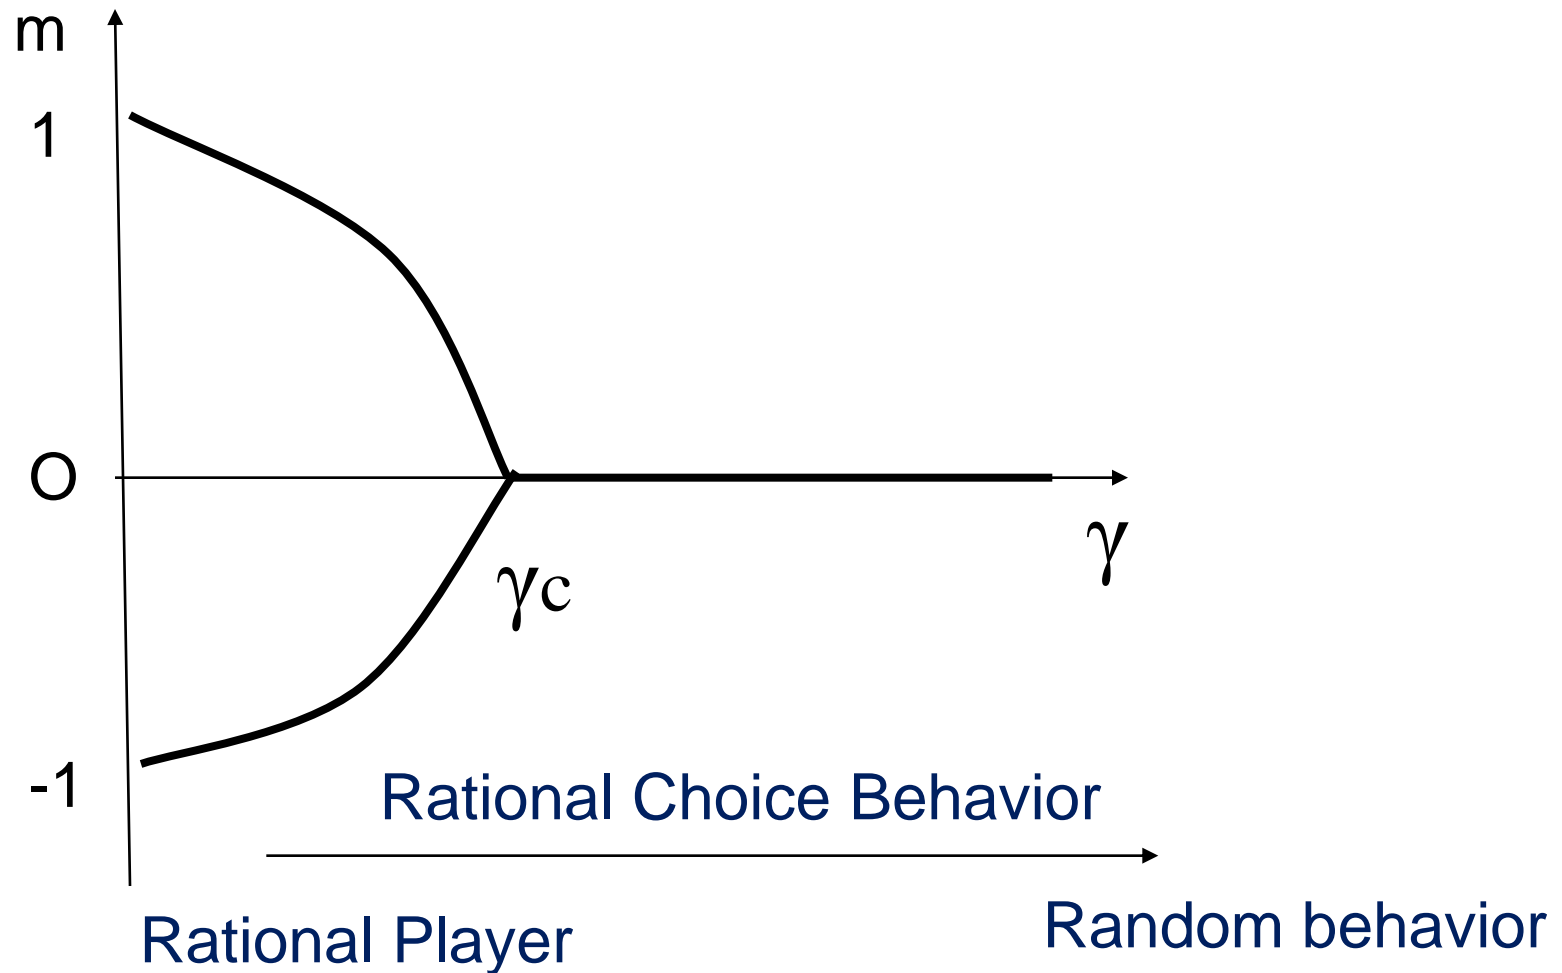 m
1
O
γ
γc
-1
Rational Choice Behavior
Rational Player
Random behavior